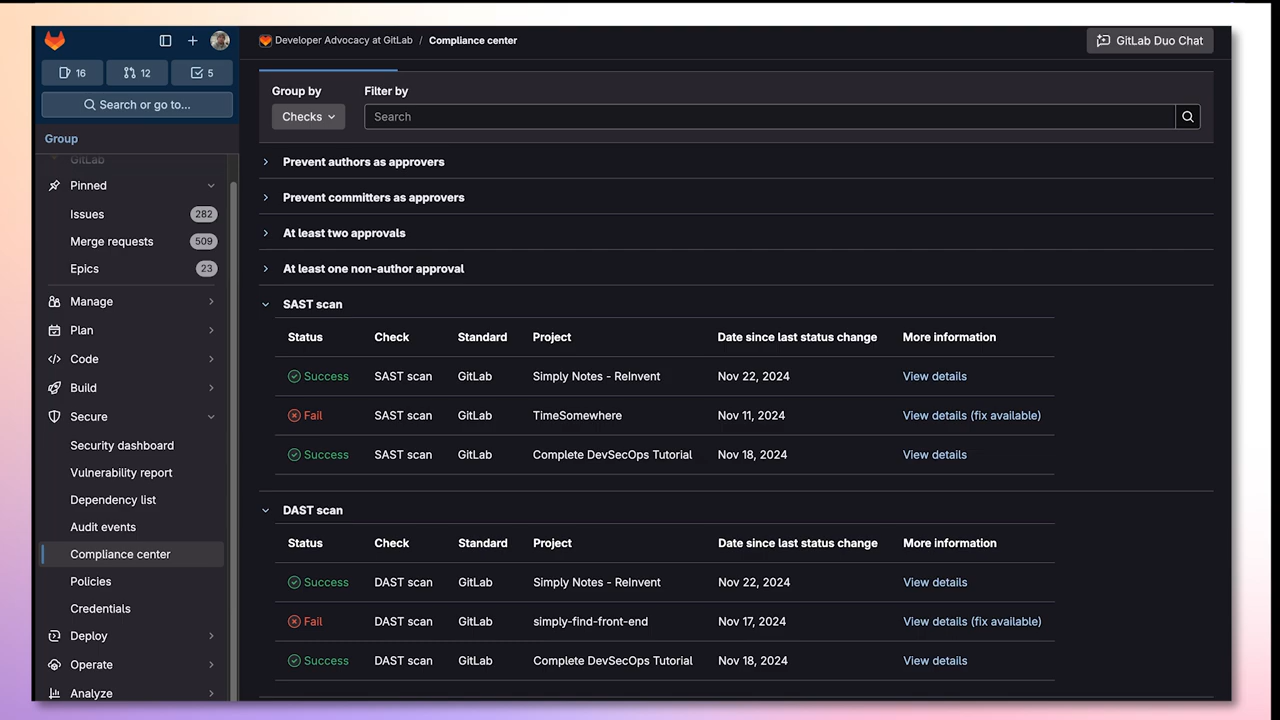 Developer Advocacy at GitLab / Compliance center
GitLab Duo Chat
16 12 5
Search or go to...
Group
GitLab
Pinned
Issues 282
Merge requests 509
Epics 23
Manage
Plan
Code
Build
Secure
Security dashboard
Vulnerability report
Dependency list
Audit events
Compliance center
Policies
Credentials
Deploy
Operate
Analyze
Group by
Filter by
Checks
Search
Prevent authors as approvers
Prevent committers as approvers
At least two approvals
At least one non-author approval
SAST scan
Status Check Standard Project Date since last status change More information
Success SAST scan GitLab Simply Notes - ReInvent Nov 22, 2024 View details
Fail SAST scan GitLab TimeSomewhere Nov 11, 2024 View details (fix available)
Success SAST scan GitLab Complete DevSecOps Tutorial Nov 18, 2024 View details
DAST scan
Status Check Standard Project Date since last status change More information
Success DAST scan GitLab Simply Notes - ReInvent Nov 22, 2024 View details
Fail DAST scan GitLab simply-find-front-end Nov 17, 2024 View details (fix available)
Success DAST scan GitLab Complete DevSecOps Tutorial Nov 18, 2024 View details